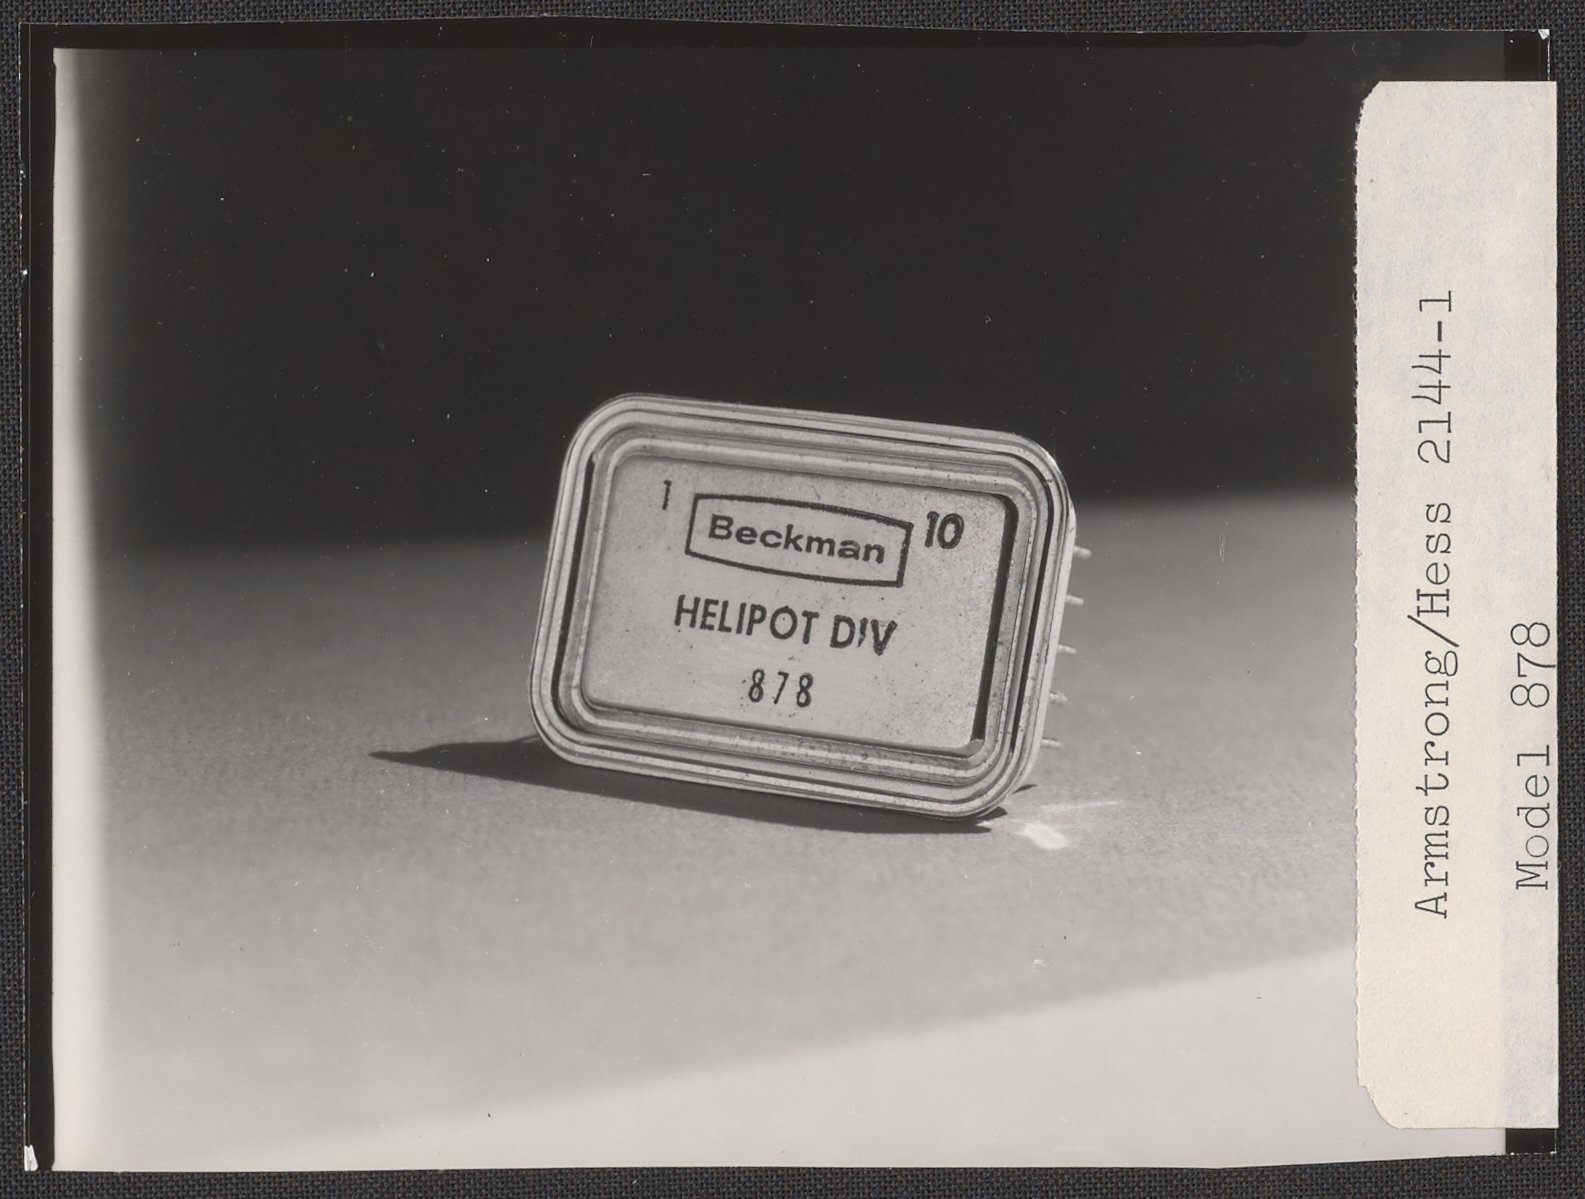 1 Beckman 10
HELIPOT DIV
878
Armstrong/Hess 2144-1
Model 878